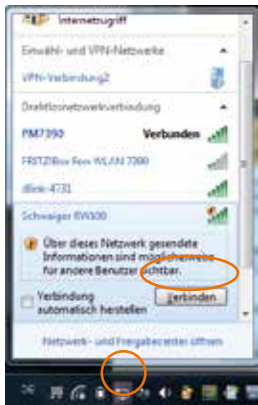 Internetzugriff
Einwähl- und VPN-Netzwerke
VPN-Verbindung2
Drahtlosnetzwerkverbindung
PM7390 Verbunden
FRITZ!Box Fon WLAN 7390
dlink-4731
Schwaiger RW300
Über dieses Netzwerk gesendete
Informationen sind möglicherweise
für andere Benutzer sichtbar.
Verbindung
automatisch herstellen
Verbinden
Netzwerk- und Freigabecenter öffnen